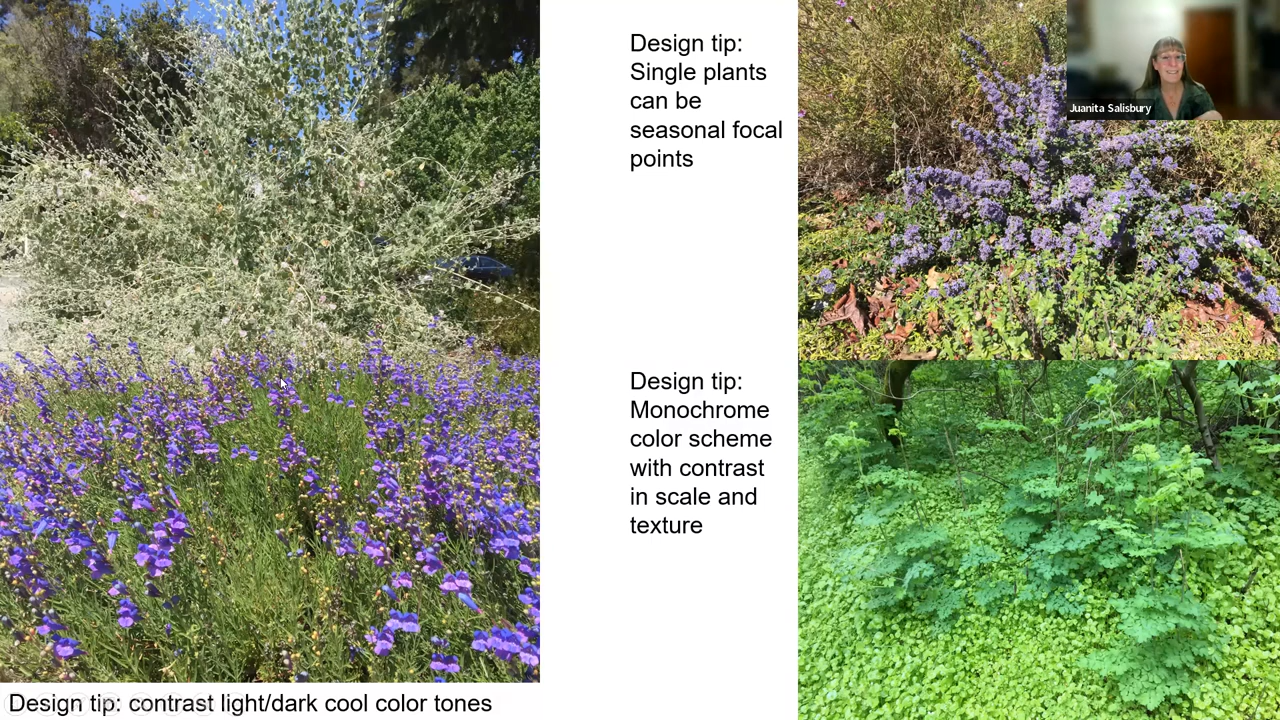 Design tip:
Single plants
can be
seasonal focal
points
Juanita Salisbury
Design tip:
Monochrome
color scheme
with contrast
in scale and
texture
Design tip: contrast light/dark cool color tones